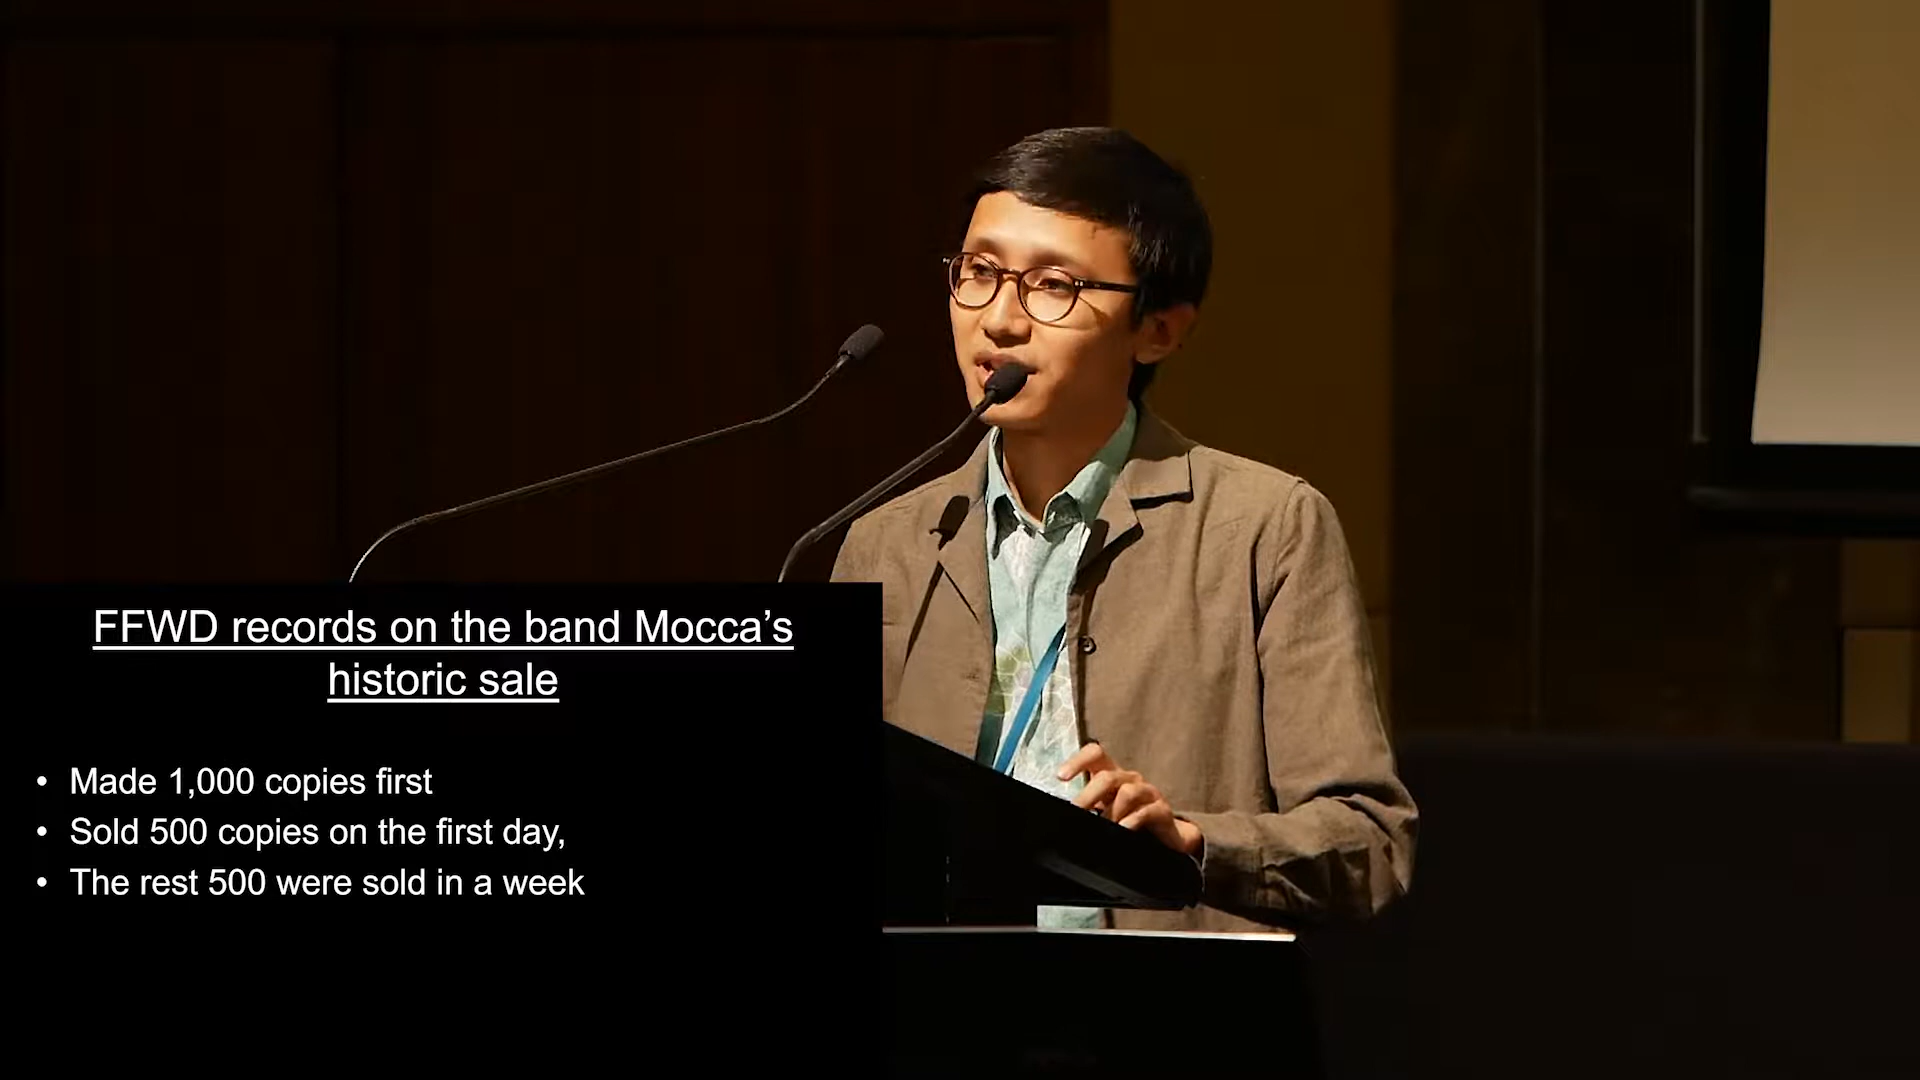 FFWD records on the band Mocca’s
historic sale
• Made 1,000 copies first
• Sold 500 copies on the first day,
• The rest 500 were sold in a week